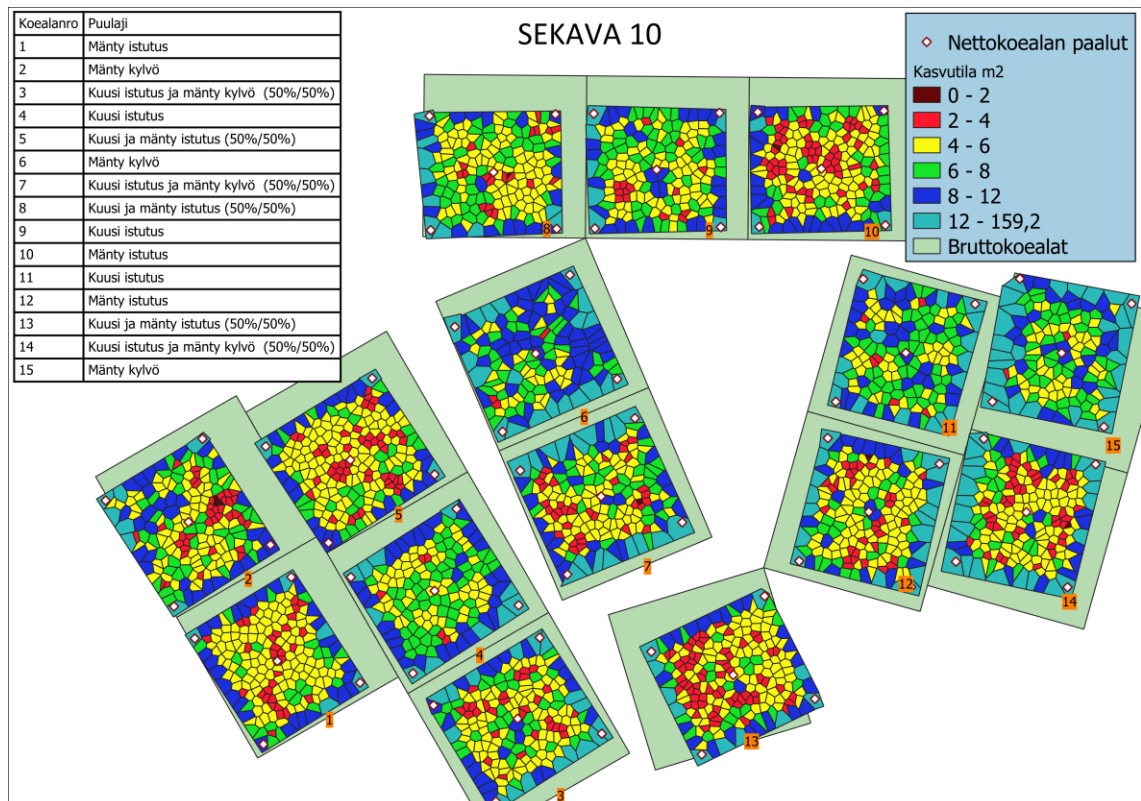 SEKAVA 10
Koealanro Puulaji
1 Mänty istutus
2 Mänty kylvö
3 Kuusi istutus ja mänty kylvö (50%/50%)
4 Kuusi istutus
5 Kuusi ja mänty istutus (50%/50%)
6 Mänty kylvö
7 Kuusi istutus ja mänty kylvö (50%/50%)
8 Kuusi ja mänty istutus (50%/50%)
9 Kuusi istutus
10 Mänty istutus
11 Kuusi istutus
12 Mänty istutus
13 Kuusi ja mänty istutus (50%/50%)
14 Kuusi istutus ja mänty kylvö (50%/50%)
15 Mänty kylvö
Nettokoealan paalut
Kasvutila m2
0 - 2
2 - 4
4 - 6
6 - 8
8 - 12
12 - 159,2
Bruttokoealat
8
9
10
6
11
15
5
7
2
12
14
4
1
13
3